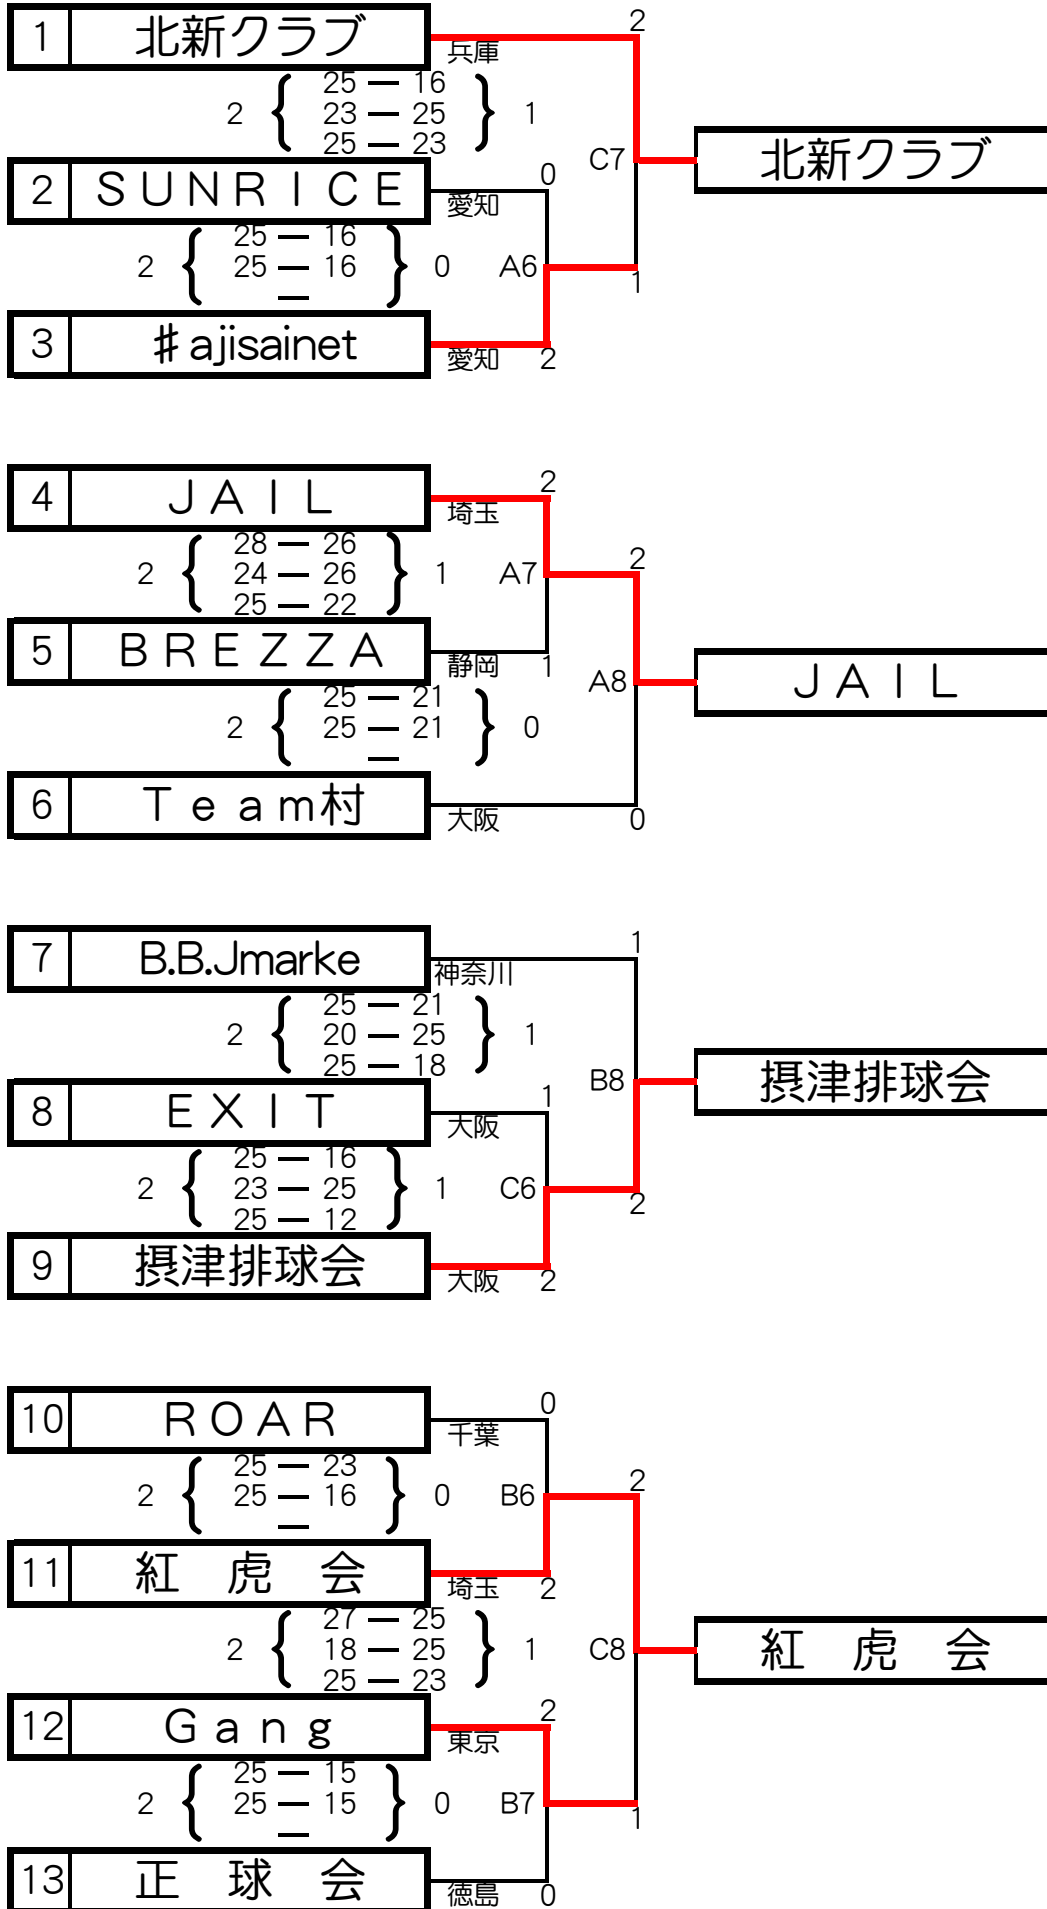 1 北新クラブ 兵庫 2
25 — 16
2 { 23 — 25 } 1
25 — 23
C7 北新クラブ
2 ＳＵＮＲＩＣＥ 愛知 0
25 — 16
2 { 25 — 16 } 0 A6
—
1
3 ♯ajisainet 愛知 2
4 ＪＡＩＬ 埼玉 2
28 — 26
2 { 24 — 26 } 1 A7 2
25 — 22
5 ＢＲＥＺＺＡ 静岡 1
A8 ＪＡＩＬ
25 — 21
2 { 25 — 21 } 0
—
6 Ｔｅａｍ村 大阪 0
7 B.B.Jmarke 神奈川 1
25 — 21
2 { 20 — 25 } 1
25 — 18
B8 摂津排球会
8 ＥＸＩＴ 大阪 1
25 — 16
2 { 23 — 25 } 1 C6 2
25 — 12
9 摂津排球会 大阪 2
10 ＲＯＡＲ 千葉 0
25 — 23
2 { 25 — 16 } 0 B6 2
—
11 紅　虎　会 埼玉 2
27 — 25
2 { 18 — 25 } 1 C8 紅　虎　会
25 — 23
12 Ｇａｎｇ 東京 2
25 — 15
2 { 25 — 15 } 0 B7 1
—
13 正　球　会 徳島 0